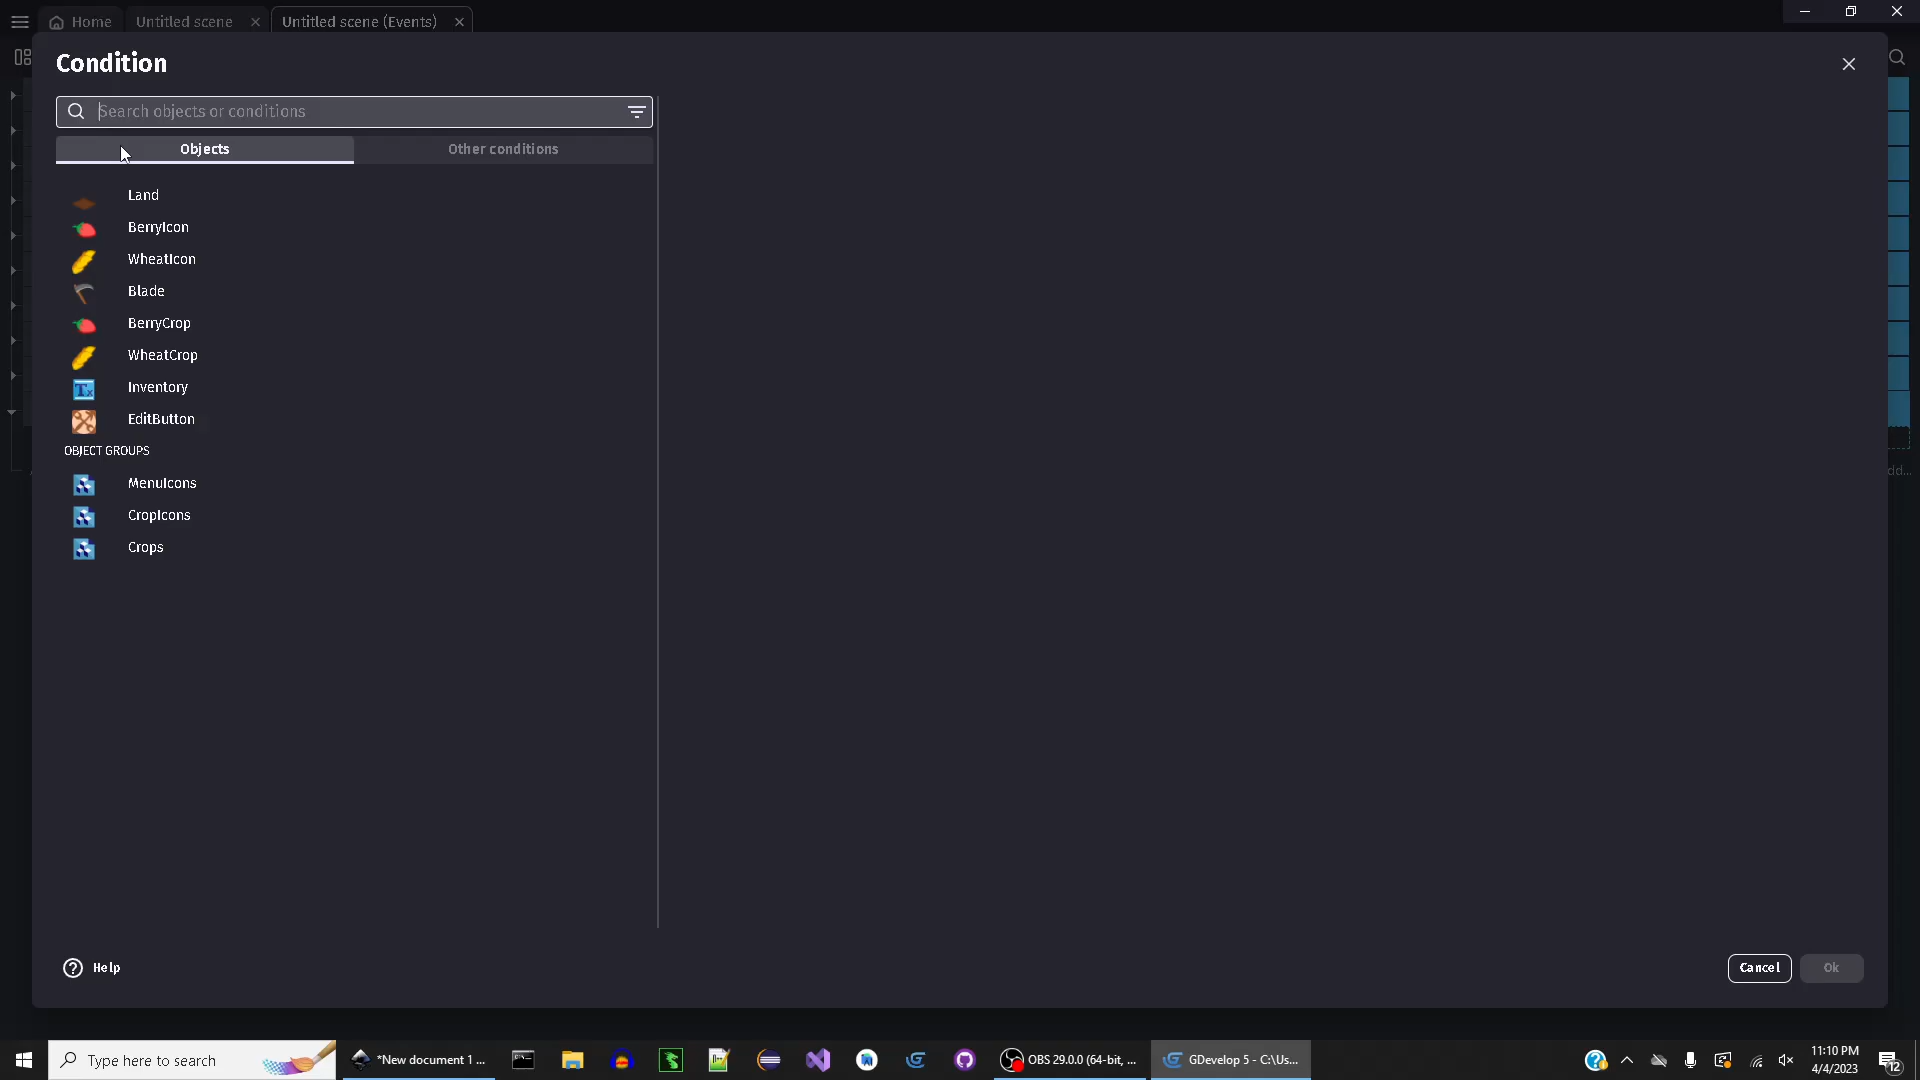 Home
Untitled scene
Untitled scene (Events)
Condition
Search objects or conditions
Objects
Other conditions
Land
BerryIcon
WheatIcon
Blade
BerryCrop
WheatCrop
Inventory
EditButton
OBJECT GROUPS
MenuIcons
CropIcons
Crops
dd...
Help
Cancel
Ok
Type here to search
*New document 1 ...
OBS 29.0.0 (64-bit, ...
GDevelop 5 - C:\Us...
11:10 PM
4/4/2023
12